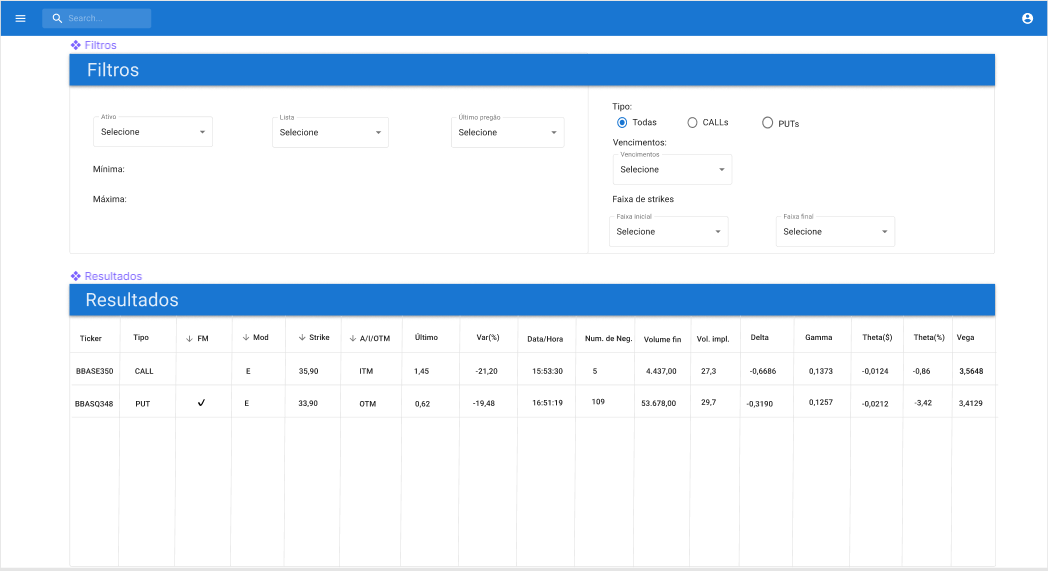 Search...
Filtros
Filtros
Ativo
Selecione
Lista
Selecione
Último pregão
Selecione
Mínima:
Máxima:
Tipo:
Todas CALLs PUTs
Vencimentos:
Vencimentos
Selecione
Faixa de strikes
Faixa inicial
Selecione
Faixa final
Selecione
Resultados
Resultados
Ticker Tipo FM Mod Strike A/I/OTM Último Var(%) Data/Hora Num. de Neg. Volume fin Vol. impl. Delta Gamma Theta($) Theta(%) Vega
BBASE350 CALL E 35,90 ITM 1,45 -21,20 15:53:30 5 4.437,00 27,3 -0,6686 0,1373 -0,0124 -0,86 3,5648
BBASQ348 PUT E 33,90 OTM 0,62 -19,48 16:51:19 109 53.678,00 29,7 -0,3190 0,1257 -0,0212 -3,42 3,4129